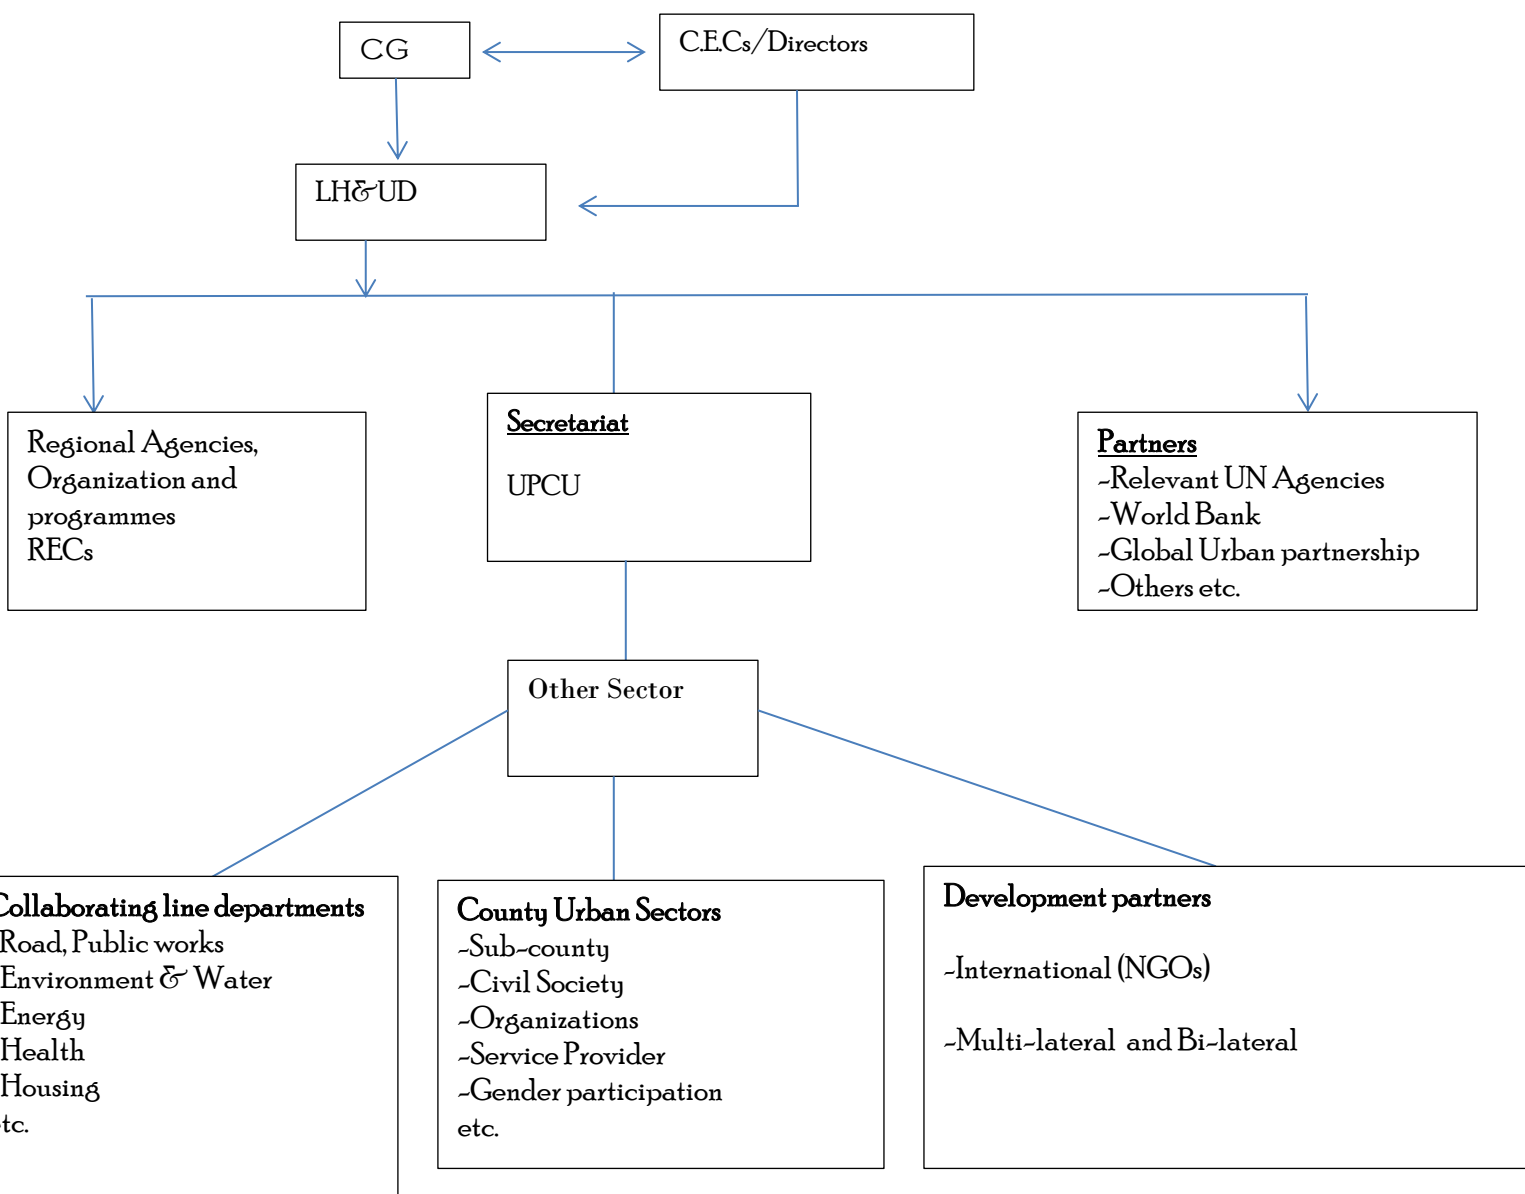 CG
C.E.Cs/Directors
LH&UD
Regional Agencies,
Organization and
programmes
RECs
Secretariat
UPCU
Partners
-Relevant UN Agencies
-World Bank
-Global Urban partnership
-Others etc.
Other Sector
Collaborating line departments
Road, Public works
Environment & Water
Energy
Health
Housing
etc.
County Urban Sectors
-Sub-county
-Civil Society
-Organizations
-Service Provider
-Gender participation
etc.
Development partners
-International (NGOs)
-Multi-lateral and Bi-lateral